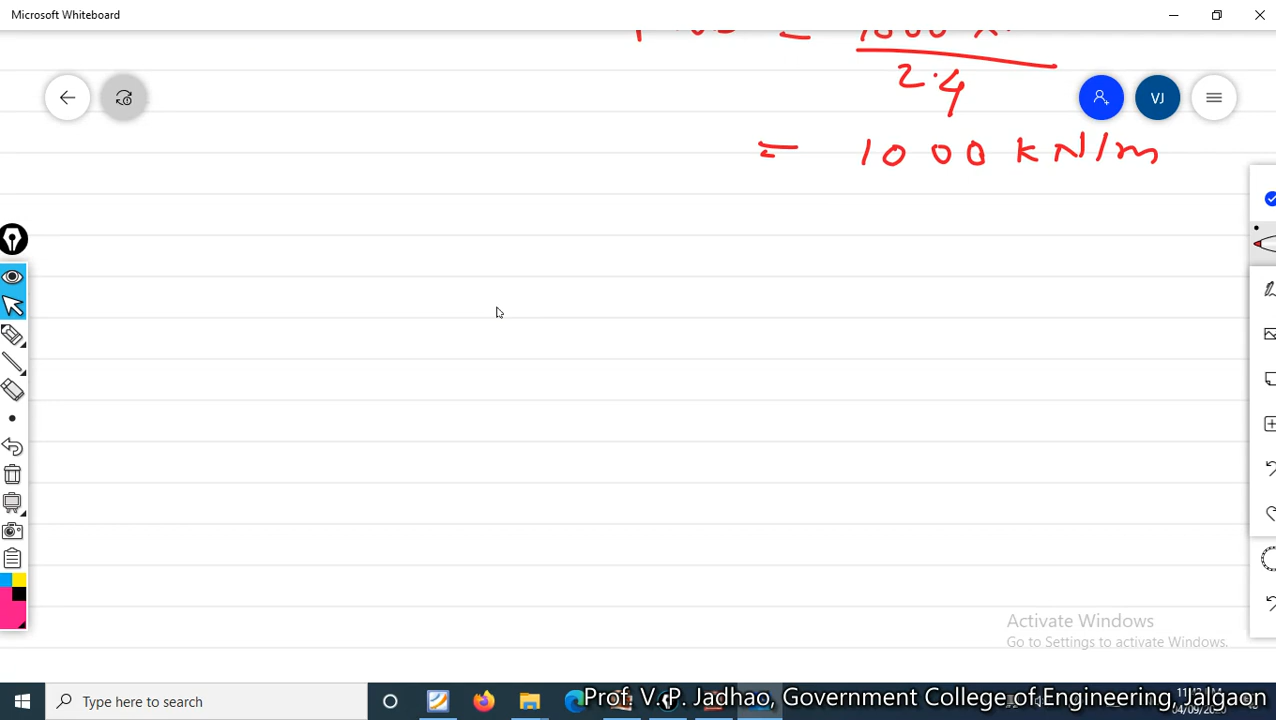 Microsoft Whiteboard
=
2.4
VJ
= 1000 kN/m
Activate Windows
Go to Settings to activate Windows.
Type here to search
Prof. V. P. Jadhao, Government College of Engineering, Jalgaon